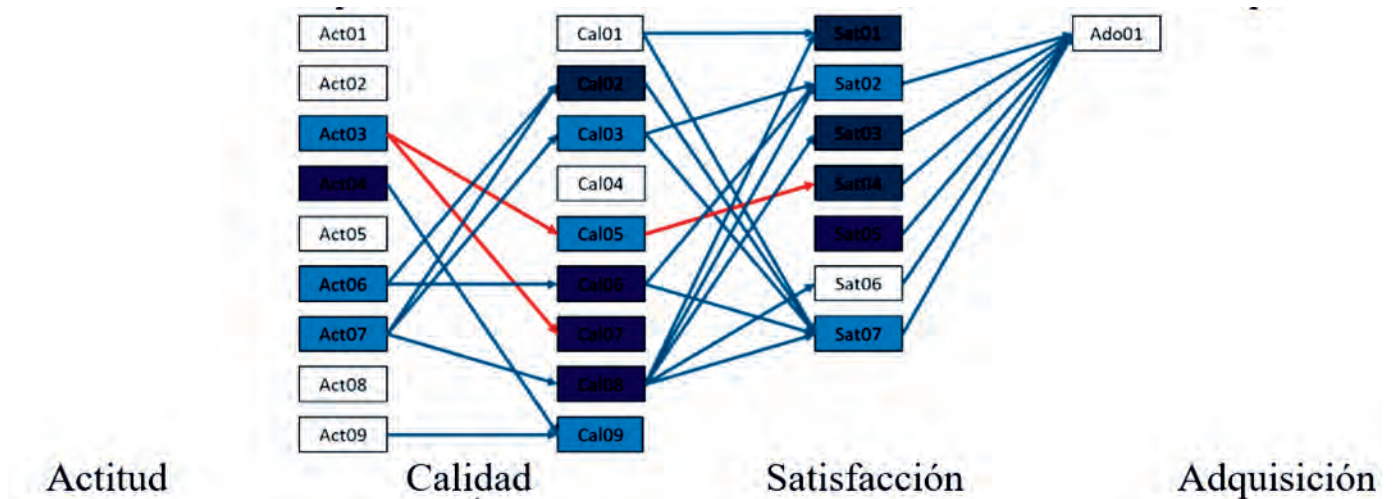 Act01 Cal01 Sat01 Ado01
Act02 Cal02 Sat02
Act03 Cal03 Sat03
Act04 Cal04 Sat04
Act05 Cal05 Sat05
Act06 Cal06 Sat06
Act07 Cal07 Sat07
Act08 Cal08
Act09 Cal09
Actitud Calidad Satisfacción Adquisición